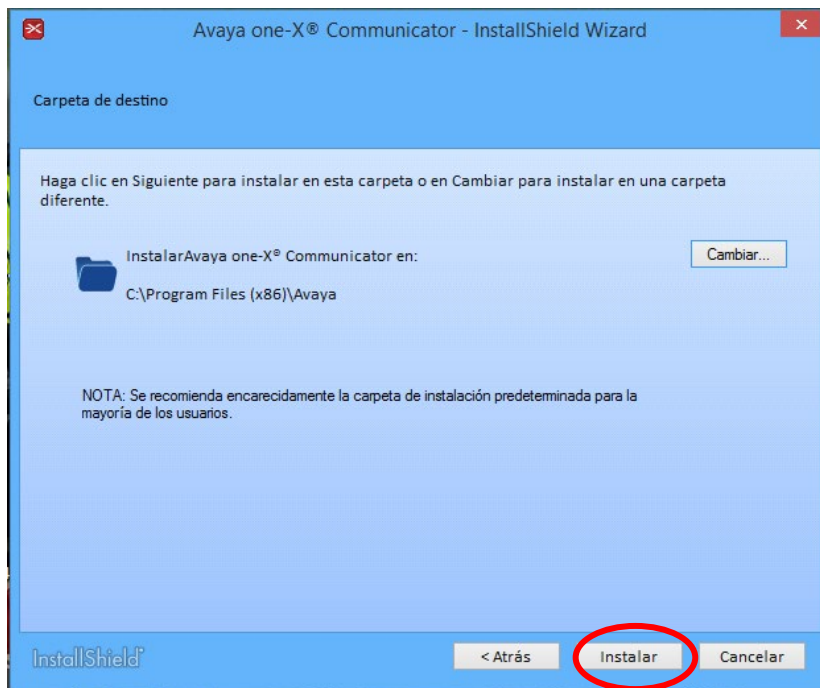 Avaya one-X® Communicator - InstallShield Wizard
Carpeta de destino
Haga clic en Siguiente para instalar en esta carpeta o en Cambiar para instalar en una carpeta
diferente.
InstalarAvaya one-X® Communicator en:
Cambiar...
C:\Program Files (x86)\Avaya
NOTA: Se recomienda encarecidamente la carpeta de instalación predeterminada para la
mayoría de los usuarios.
InstallShield
< Atrás
Instalar
Cancelar